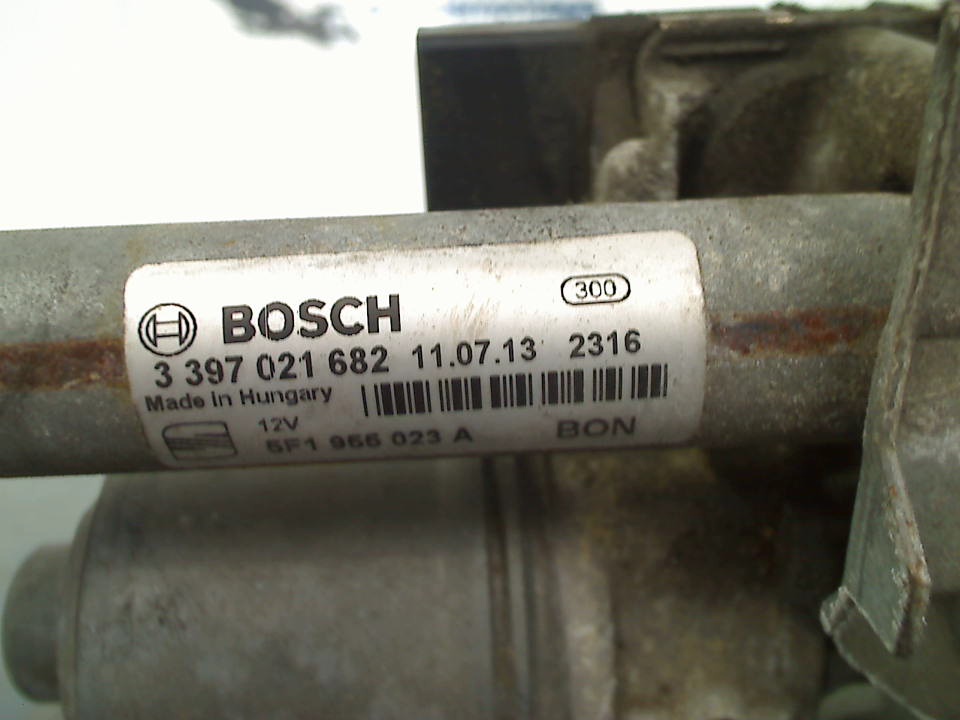 300
BOSCH
3 397 021 682 11.07.13 2316
Made in Hungary
12V
5F1 955 023 A
BON